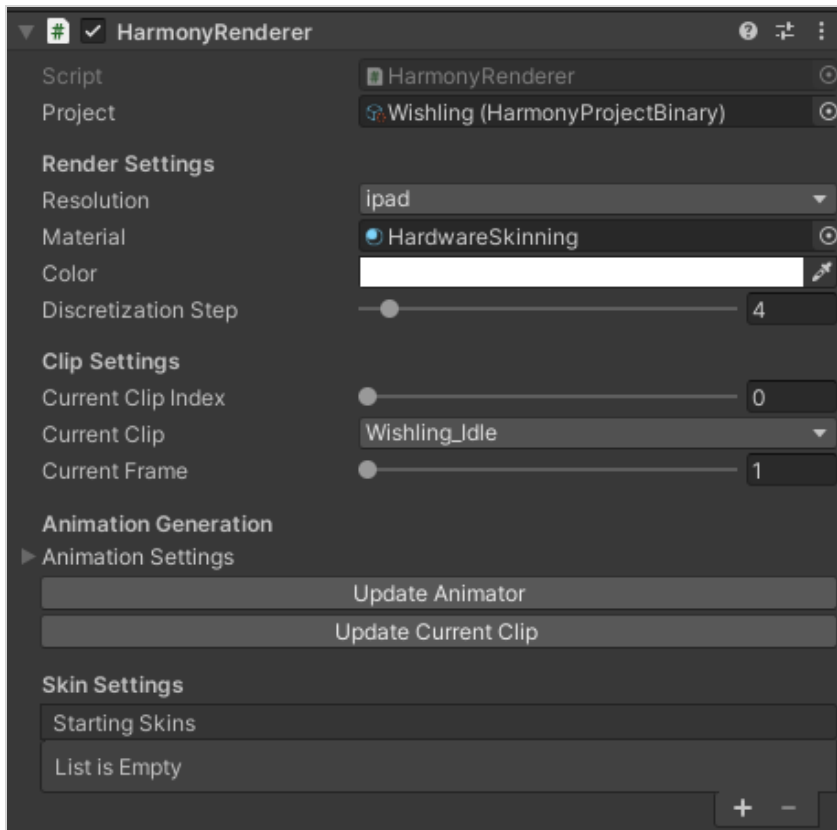 HarmonyRenderer
Script HarmonyRenderer
Project Wishling (HarmonyProjectBinary)
Render Settings
Resolution ipad
Material HardwareSkinning
Color
Discretization Step 4
Clip Settings
Current Clip Index 0
Current Clip Wishling_Idle
Current Frame 1
Animation Generation
Animation Settings
Update Animator
Update Current Clip
Skin Settings
Starting Skins
List is Empty